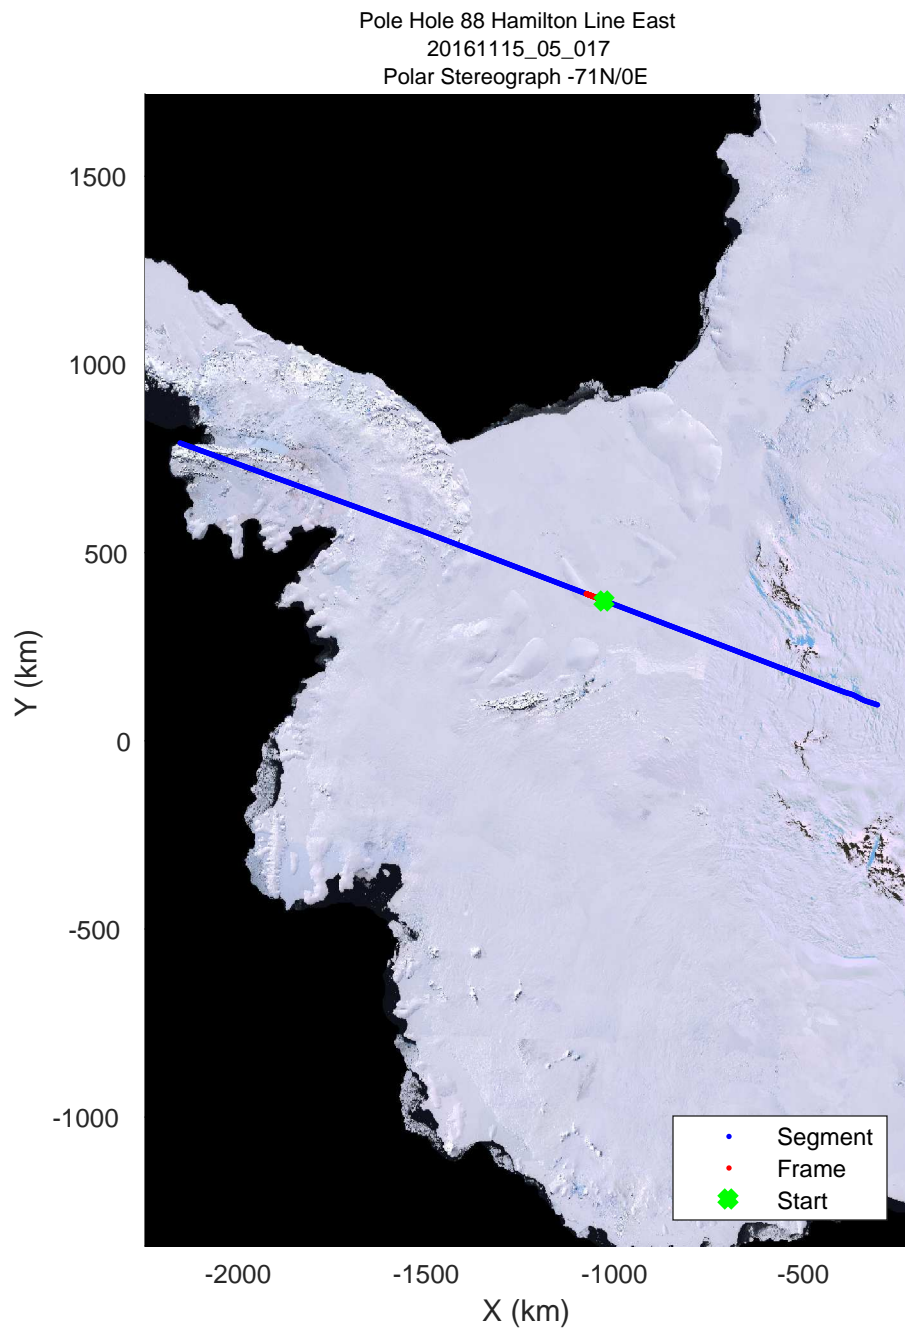 Pole Hole 88 Hamilton Line East
20161115_05_017
Polar Stereograph -71N/0E
1500
1000
500
0
-500
-1000
Y (km)
Segment
Frame
Start
-2000
-1500
-1000
-500
X (km)